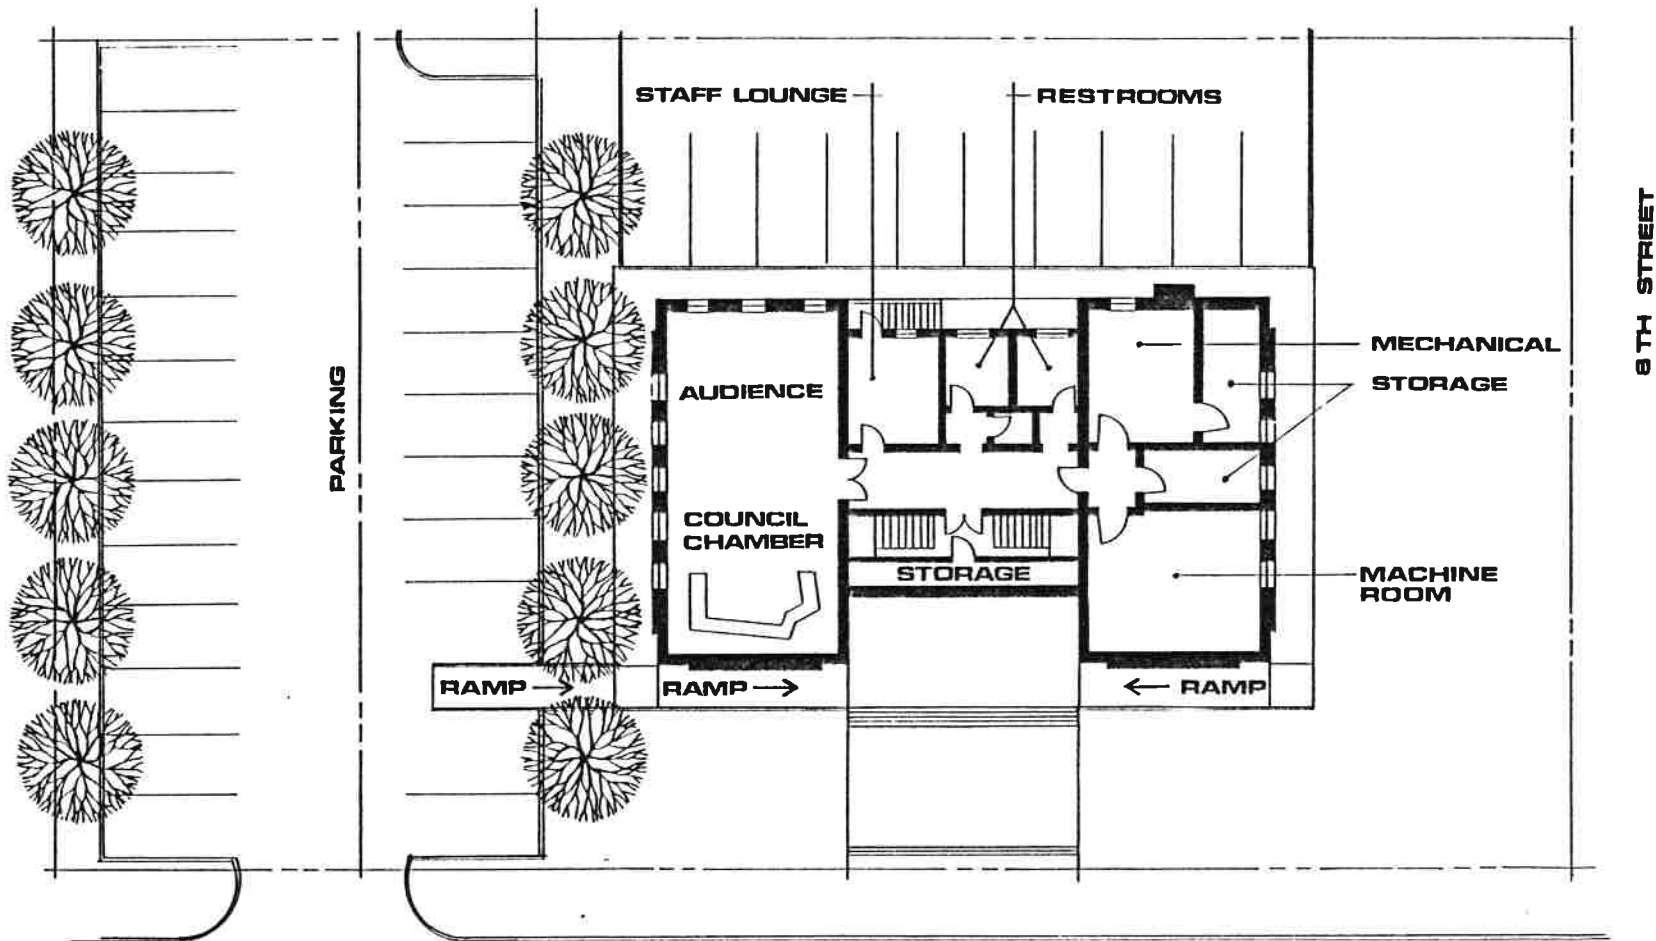 STAFF LOUNGE
RESTROOMS
8TH STREET
MECHANICAL
STORAGE
AUDIENCE
PARKING
COUNCIL
CHAMBER
STORAGE
MACHINE
ROOM
RAMP
RAMP
RAMP